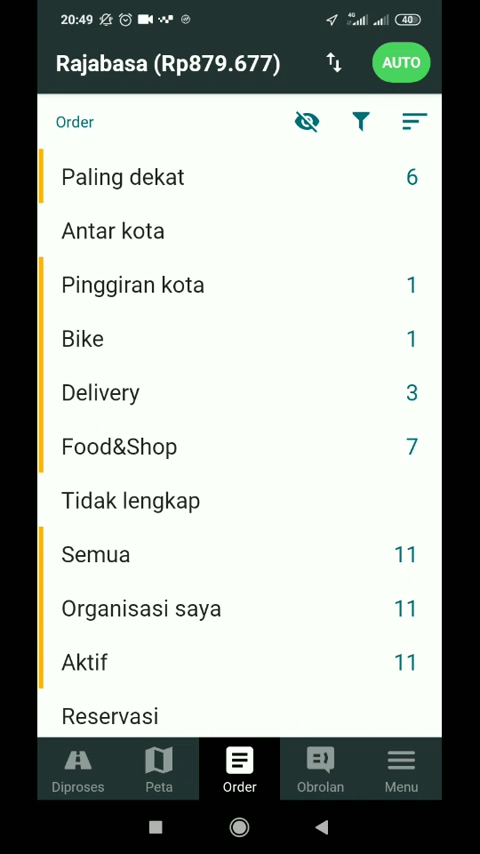 20:49
4G
40
Rajabasa (Rp879.677)
AUTO
Order
Paling dekat 6
Antar kota
Pinggiran kota 1
Bike 1
Delivery 3
Food&Shop 7
Tidak lengkap
Semua 11
Organisasi saya 11
Aktif 11
Reservasi
Diproses Peta Order Obrolan Menu